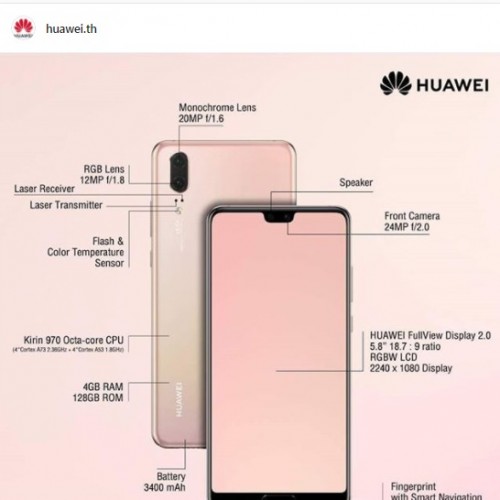 huawei.th
HUAWEI
Monochrome Lens
20MP f/1.6
RGB Lens
12MP f/1.8
Laser Receiver
Laser Transmitter
Speaker
Front Camera
24MP f/2.0
Flash &
Color Temperature
Sensor
Kirin 970 Octa-core CPU
(4*Cortex A73 2.36GHz + 4*Cortex A53 1.8GHz)
HUAWEI FullView Display 2.0
5.8" 18.7 : 9 ratio
RGBW LCD
2240 x 1080 Display
4GB RAM
128GB ROM
HUAWEI
Battery
3400 mAh
Fingerprint
with Smart Navigation